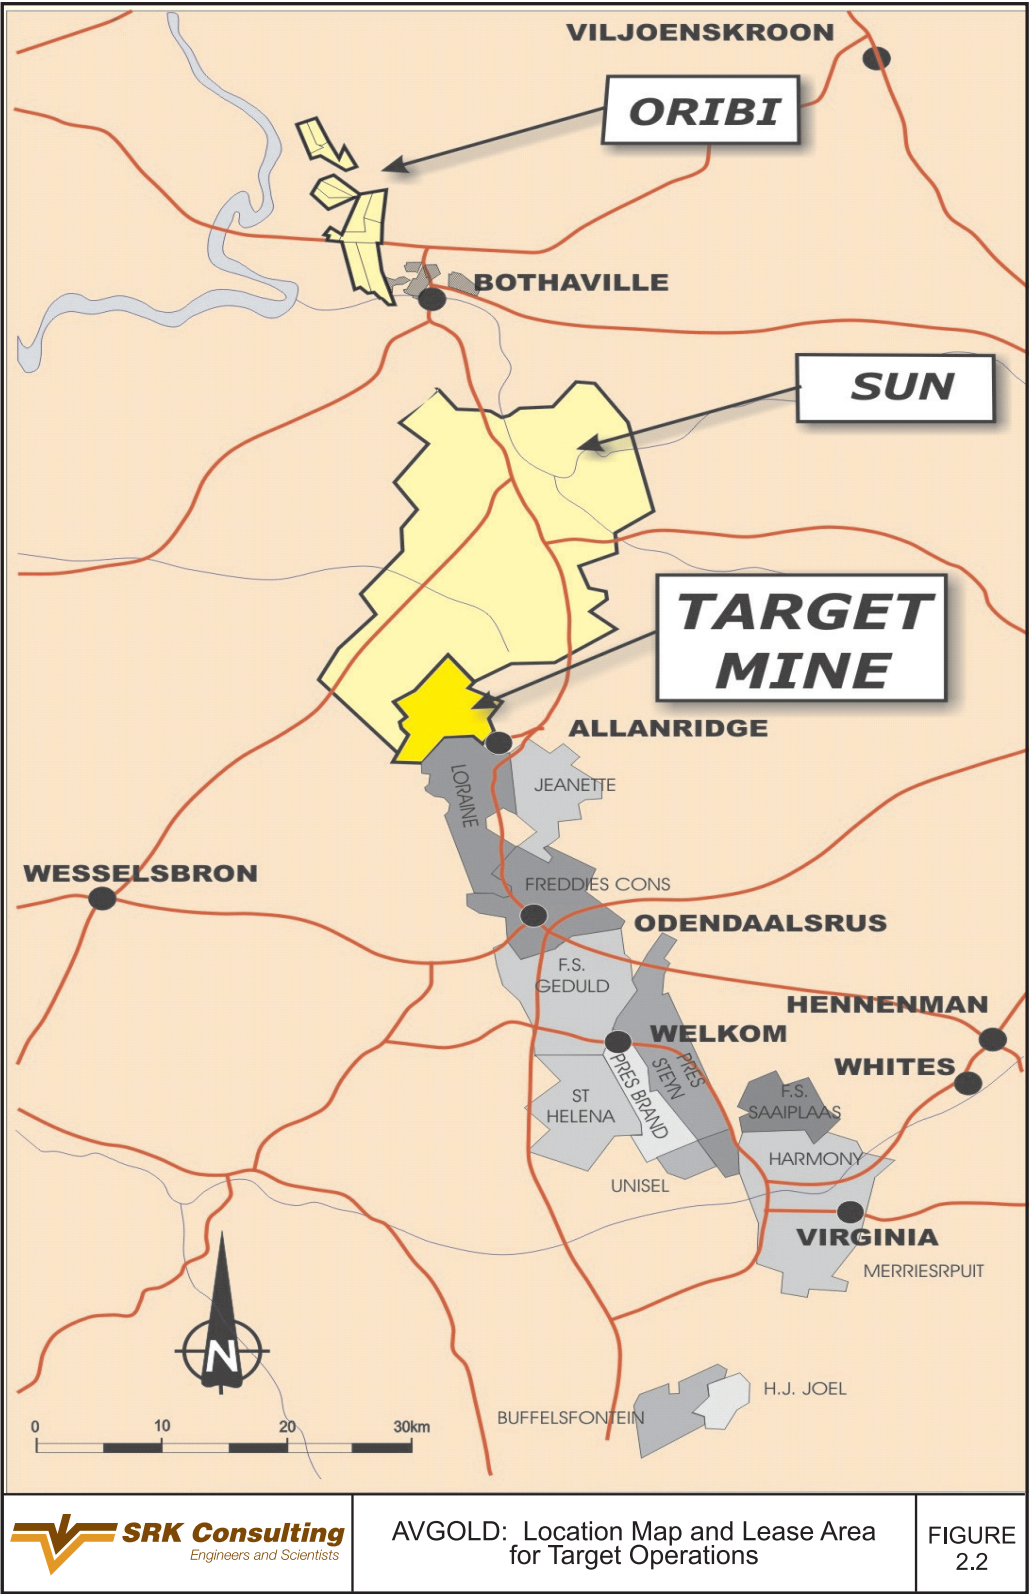 VILJOENSKROON
ORIBI
BOTHAVILLE
SUN
TARGET
MINE
ALLANRIDGE
LORAINE
JEANETTE
WESSELSBRON
FREDDIES CONS
ODENDAALSRUS
F.S.
GEDULD
HENNENMAN
WELKOM
WHITES
PRES
STEYN
PRES BRAND
ST
HELENA
F.S.
SAAIPLAAS
HARMONY
UNISEL
VIRGINIA
MERRIESRPUIT
N
H.J. JOEL
BUFFELSFONTEIN
0 10 20 30km
SRK Consulting
Engineers and Scientists
AVGOLD: Location Map and Lease Area
for Target Operations
FIGURE
2.2